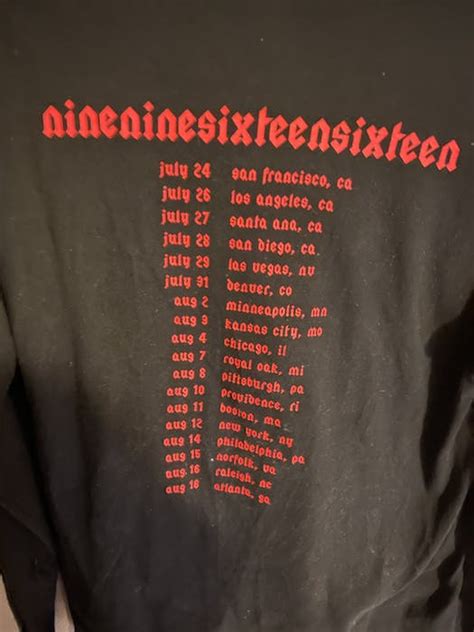 nineninesixteensixteen
july 24 san francisco, ca
july 26 los angeles, ca
july 27 santa ana, ca
july 28 san diego, ca.
july 29 las vegas, nv
july 31 denver, co
aug 2 minneapolis, mn
aug 3 kansas city, mo
aug 4 chicago, il
aug 7 royal oak, mi
aug 8 pittsburgh, pa
aug 10 providence, ri
aug 11 boston, ma
aug 12 new york, ny
aug 14 philadelphia, pa
aug 15 norfolk, va
aug 16 raleigh, nc
aug 18 atlanta, ga